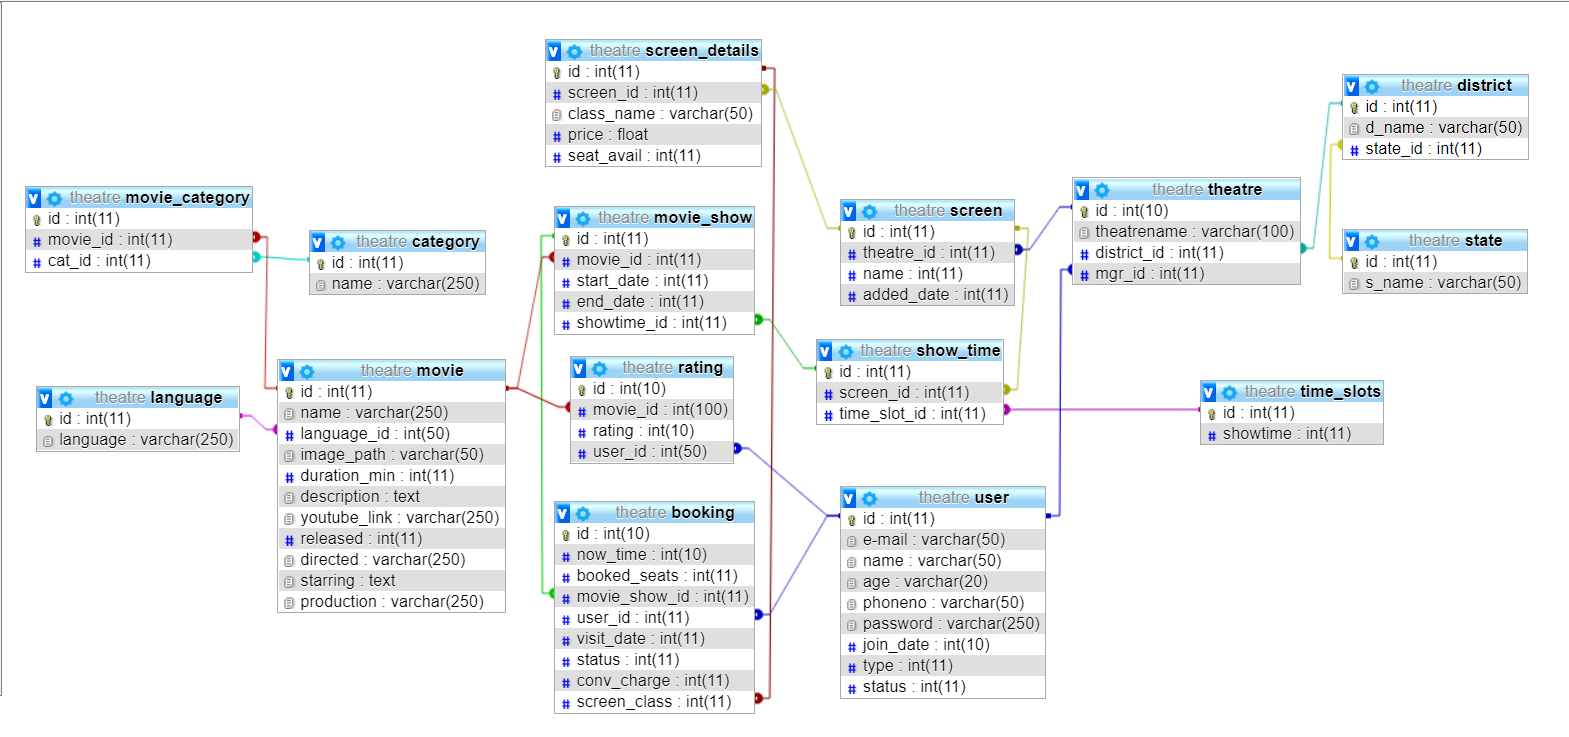 theatre screen_details
id : int(11)
screen_id : int(11)
class_name : varchar(50)
price : float
seat_avail : int(11)
theatre district
id : int(11)
d_name : varchar(50)
state_id : int(11)
theatre movie_category
id : int(11)
movie_id : int(11)
cat_id : int(11)
theatre category
id : int(11)
name : varchar(250)
theatre movie_show
id : int(11)
movie_id : int(11)
start_date : int(11)
end_date : int(11)
showtime_id : int(11)
theatre screen
id : int(11)
theatre_id : int(11)
name : int(11)
added_date : int(11)
theatre theatre
id : int(10)
theatrename : varchar(100)
district_id : int(11)
mgr_id : int(11)
theatre state
id : int(11)
s_name : varchar(50)
theatre language
id : int(11)
language : varchar(250)
theatre movie
id : int(11)
name : varchar(250)
language_id : int(50)
image_path : varchar(50)
duration_min : int(11)
description : text
youtube_link : varchar(250)
released : int(11)
directed : varchar(250)
starring : text
production : varchar(250)
theatre rating
id : int(10)
movie_id : int(100)
rating : int(10)
user_id : int(50)
theatre show_time
id : int(11)
screen_id : int(11)
time_slot_id : int(11)
theatre time_slots
id : int(11)
showtime : int(11)
theatre booking
id : int(10)
now_time : int(10)
booked_seats : int(11)
movie_show_id : int(11)
user_id : int(11)
visit_date : int(11)
status : int(11)
conv_charge : int(11)
screen_class : int(11)
theatre user
id : int(11)
e-mail : varchar(50)
name : varchar(50)
age : varchar(20)
phoneno : varchar(50)
password : varchar(250)
join_date : int(10)
type : int(11)
status : int(11)